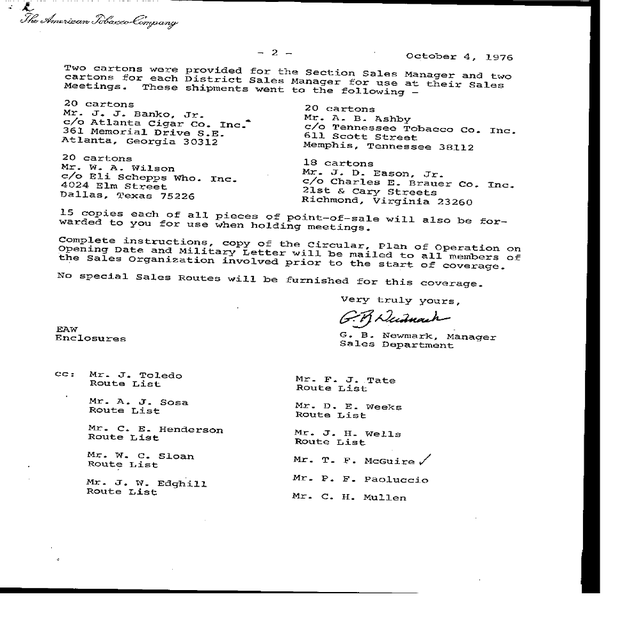 The American Tobacco Company
- 2 -
October 4, 1976
Two cartons were provided for the Section Sales Manager and two
cartons for each District Sales Manager for use at their Sales
Meetings. These shipments went to the following -
20 cartons
Mr. J. J. Banko, Jr.
c/o Atlanta Cigar Co. Inc.
361 Memorial Drive S.E.
Atlanta, Georgia 30312
20 cartons
Mr. A. B. Ashby
c/o Tennessee Tobacco Co. Inc.
611 Scott Street
Memphis, Tennessee 38112
20 cartons
Mr. W. A. Wilson
c/o Eli Schepps Who. Inc.
4024 Elm Street
Dallas, Texas 75226
18 cartons
Mr. J. D. Eason, Jr.
c/o Charles E. Brauer Co. Inc.
21st & Cary Streets
Richmond, Virginia 23260
15 copies each of all pieces of point-of-sale will also be for-
warded to you for use when holding meetings.
Complete instructions, copy of the Circular, Plan of Operation on
Opening Date and Military Letter will be mailed to all members of
the Sales Organization involved prior to the start of coverage.
No special Sales Routes will be furnished for this coverage.
Very truly yours,
G. B. Newmark, Manager
Sales Department
EAW
Enclosures
cc: Mr. J. Toledo
Route List
Mr. A. J. Sosa
Route List
Mr. C. E. Henderson
Route List
Mr. W. C. Sloan
Route List
Mr. J. W. Edghill
Route List
Mr. F. J. Tate
Route List
Mr. D. E. Weeks
Route List
Mr. J. H. Wells
Route List
Mr. T. F. McGuire ✓
Mr. P. F. Paoluccio
Mr. C. H. Mullen